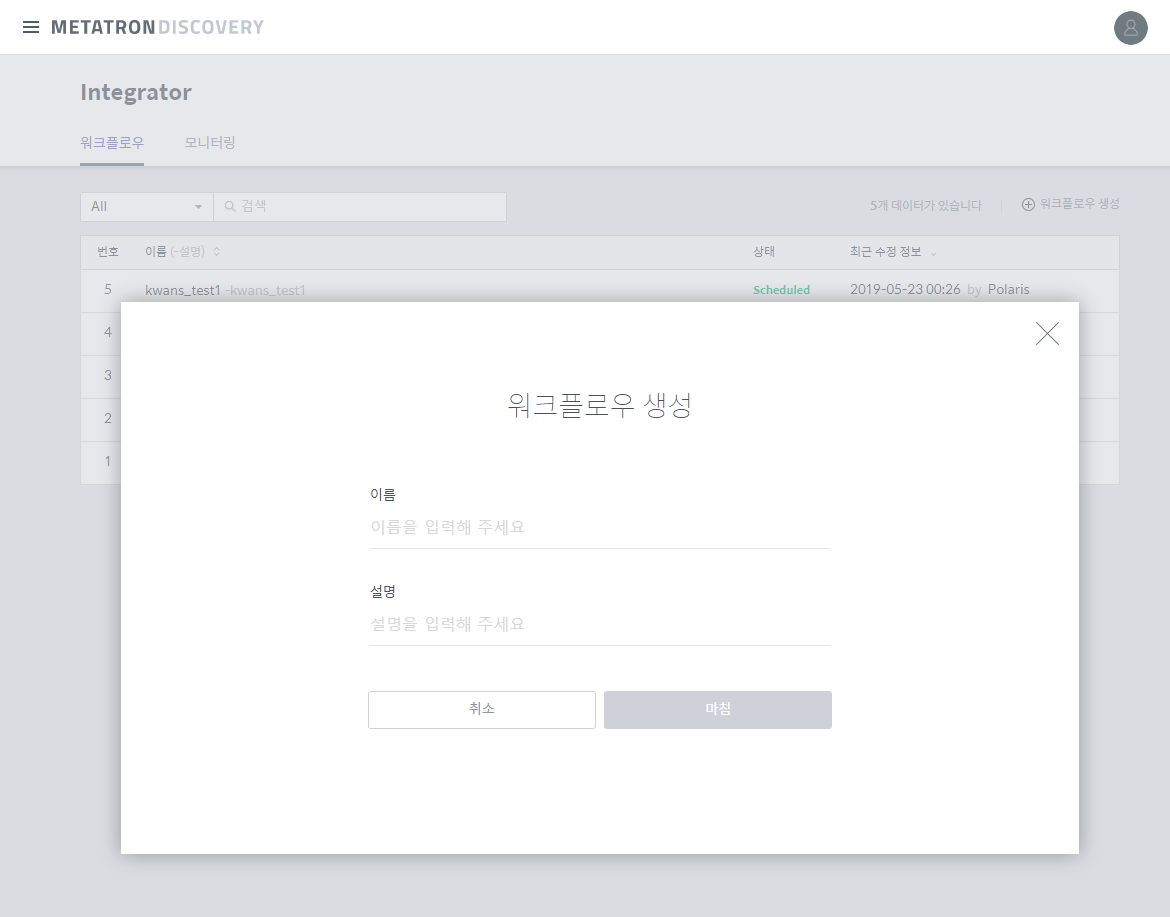 METATRONDISCOVERY
Integrator
워크플로우 모니터링
All 검색 5개 데이터가 있습니다 워크플로우 생성
번호 이름 (-설명) 상태 최근 수정 정보
5 kwans_test1 -kwans_test1 Scheduled 2019-05-23 00:26 by Polaris
4
3
2
1
워크플로우 생성
이름
이름을 입력해 주세요
설명
설명을 입력해 주세요
취소 마침